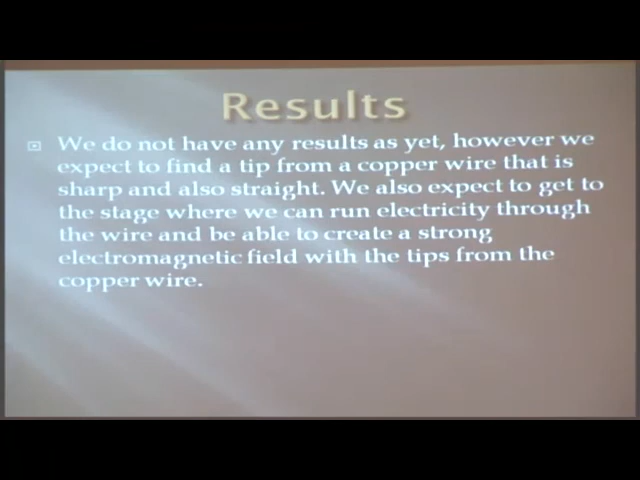 Results
We do not have any results as yet, however we
expect to find a tip from a copper wire that is
sharp and also straight. We also expect to get to
the stage where we can run electricity through
the wire and be able to create a strong
electromagnetic field with the tips from the
copper wire.